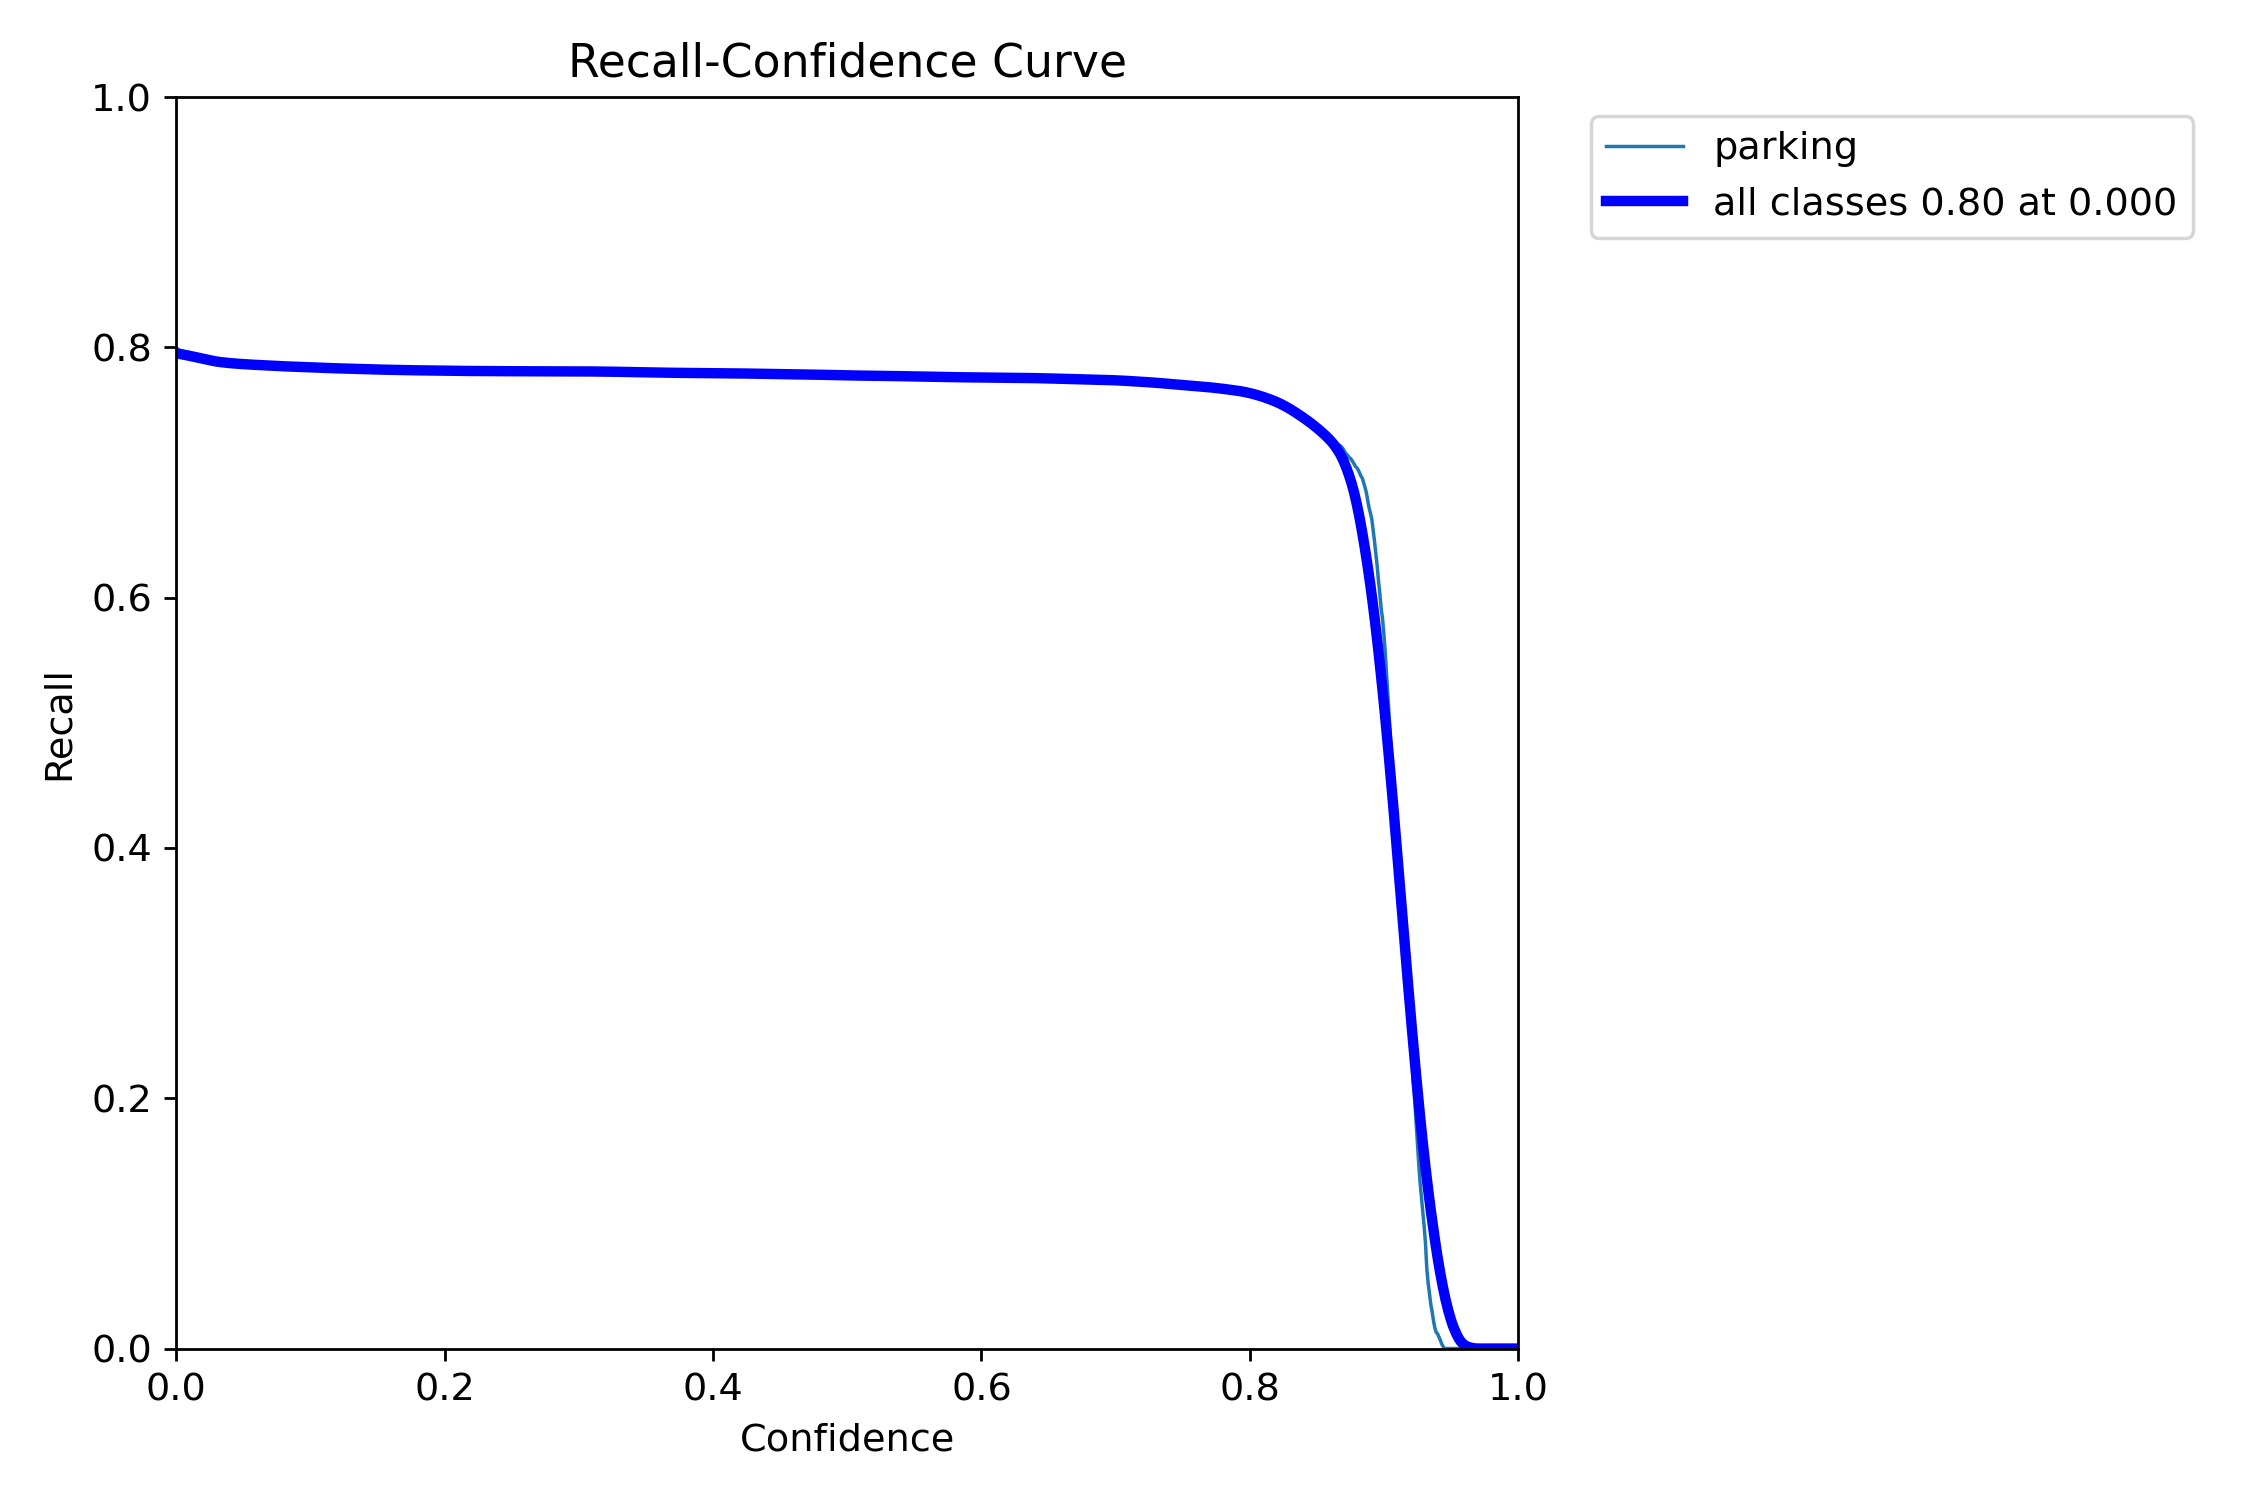 Recall-Confidence Curve
1.0
0.8
0.6
0.4
0.2
0.0
Recall
0.0 0.2 0.4 0.6 0.8 1.0
Confidence
parking
all classes 0.80 at 0.000